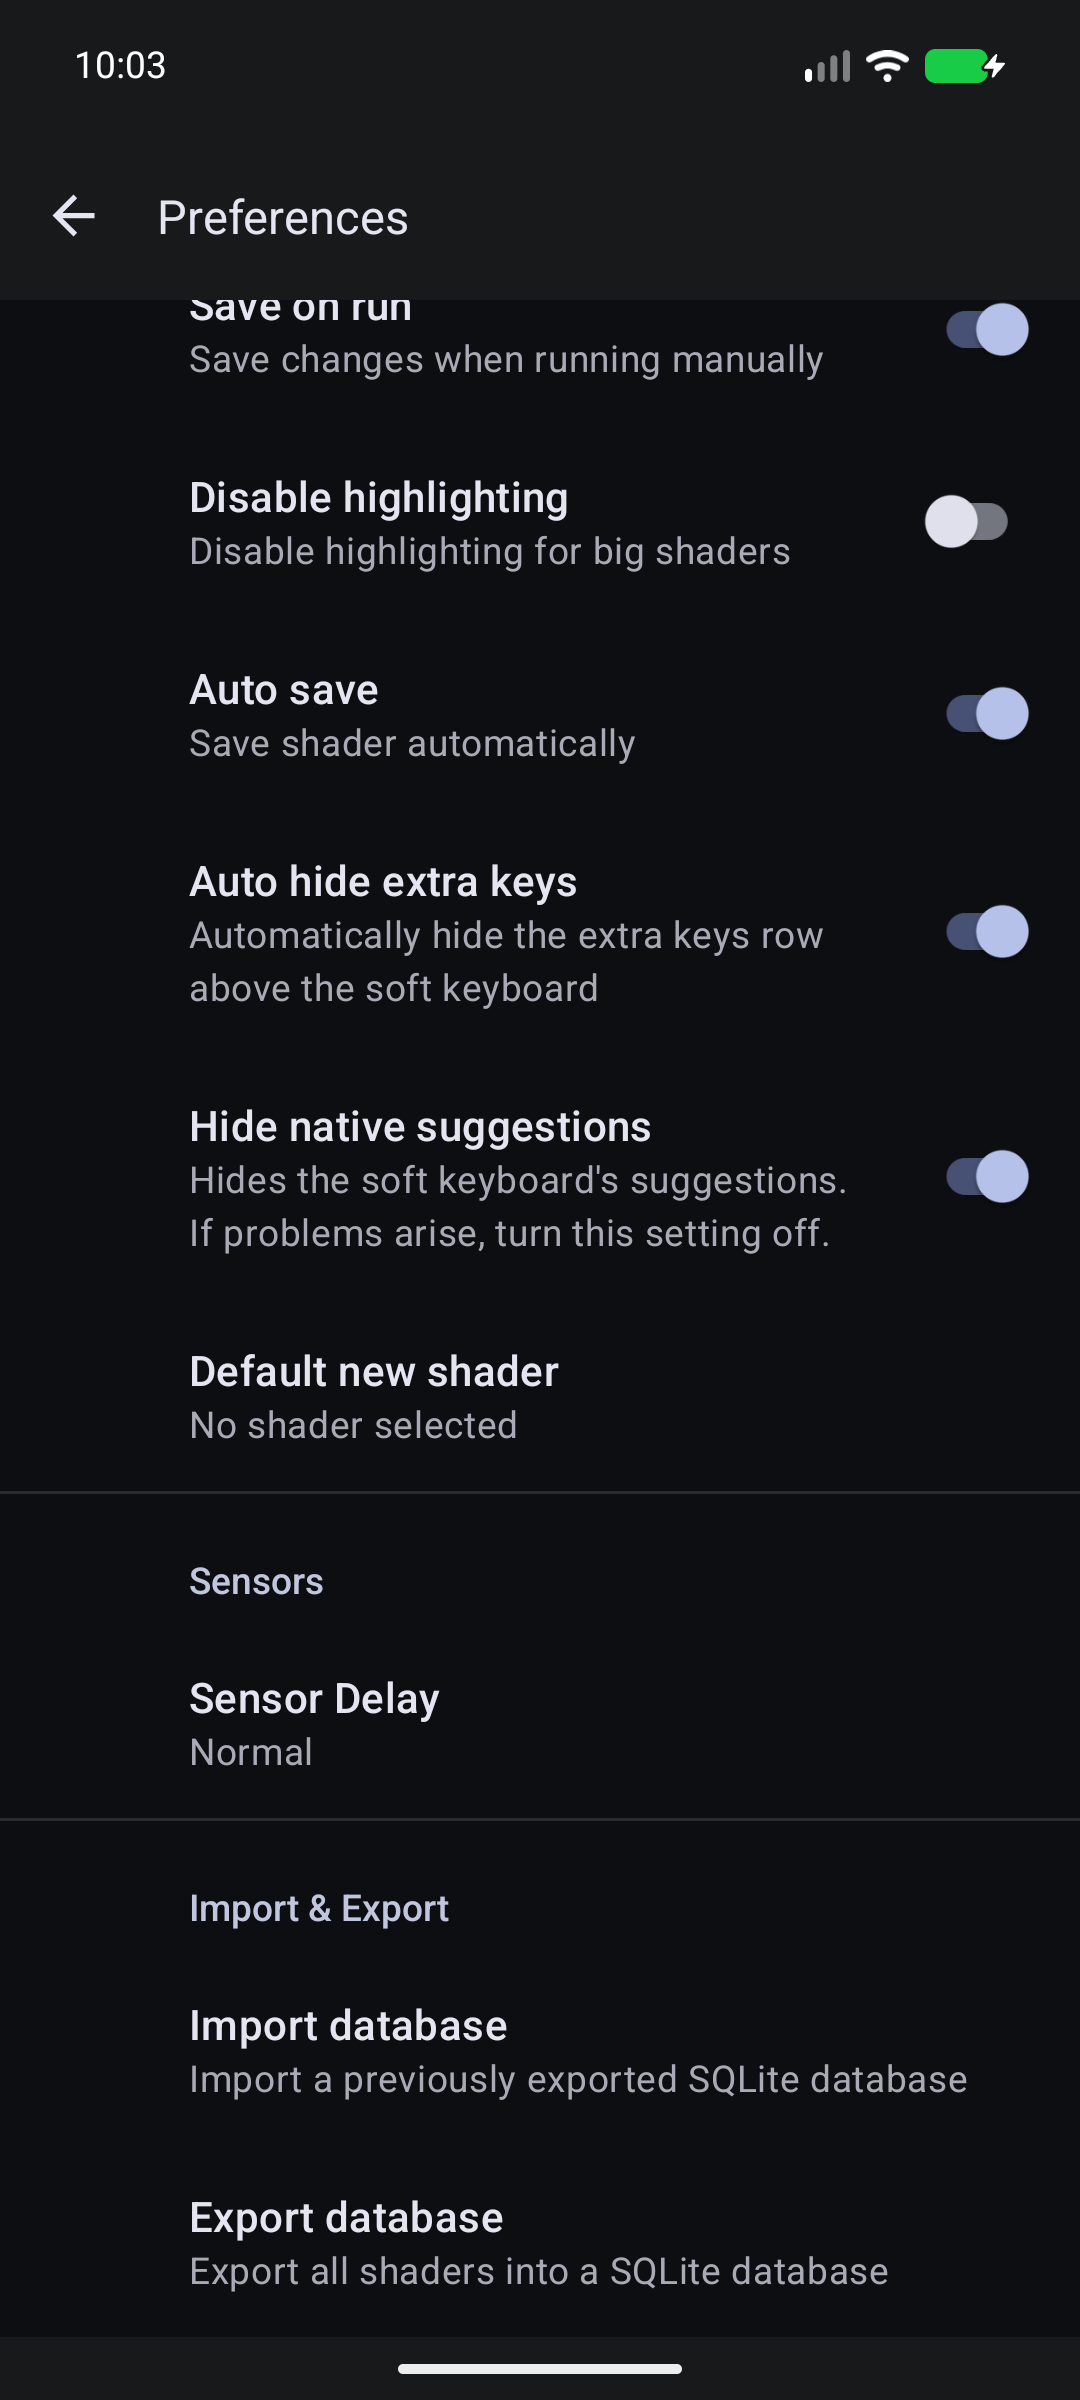 10:03
Preferences
Save on run
Save changes when running manually
Disable highlighting
Disable highlighting for big shaders
Auto save
Save shader automatically
Auto hide extra keys
Automatically hide the extra keys row
above the soft keyboard
Hide native suggestions
Hides the soft keyboard's suggestions.
If problems arise, turn this setting off.
Default new shader
No shader selected
Sensors
Sensor Delay
Normal
Import & Export
Import database
Import a previously exported SQLite database
Export database
Export all shaders into a SQLite database